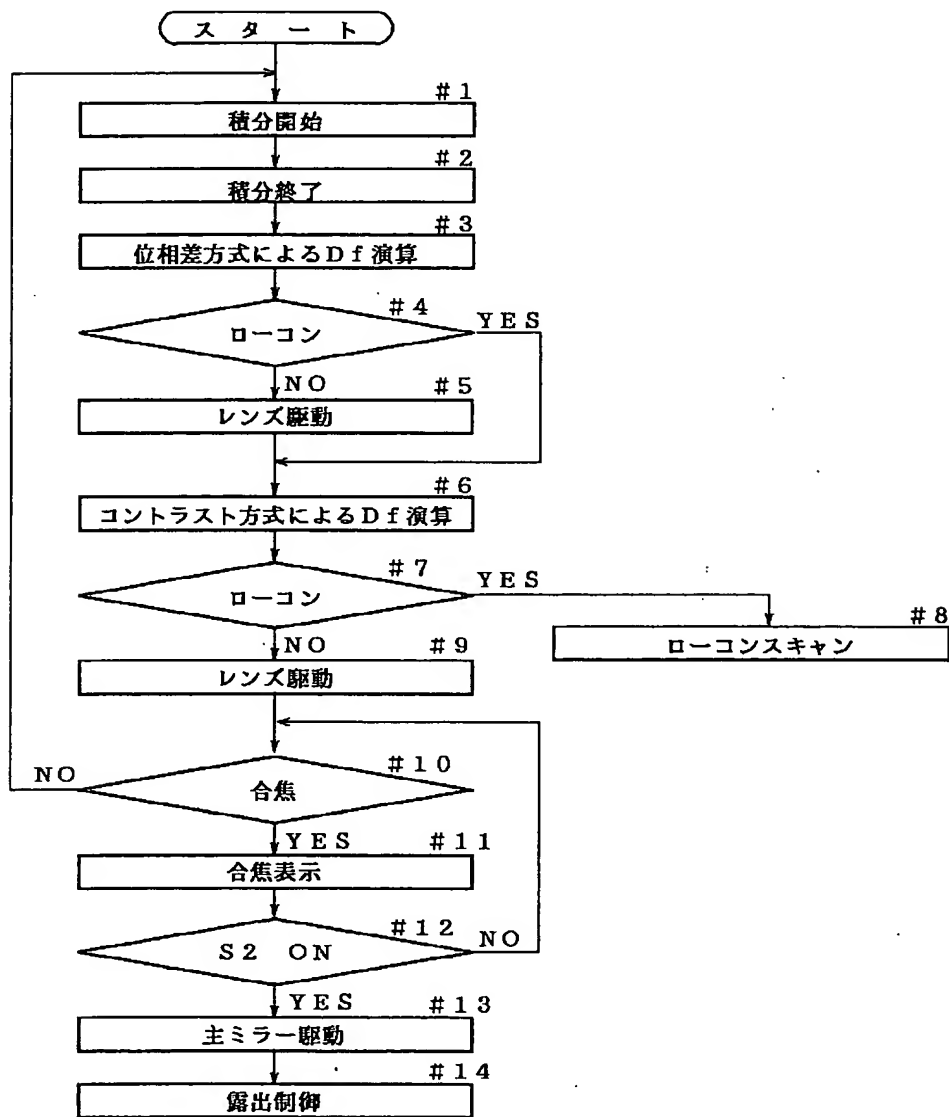 スタート
#1
積分開始
#2
積分終了
#3
位相差方式によるDf演算
#4
ローコン
YES
NO
#5
レンズ駆動
#6
コントラスト方式によるDf演算
#7
ローコン
YES
#8
ローコンスキャン
NO
#9
レンズ駆動
#10
NO
合焦
YES
#11
合焦表示
#12
S2 ON
NO
YES
#13
主ミラー駆動
#14
露出制御